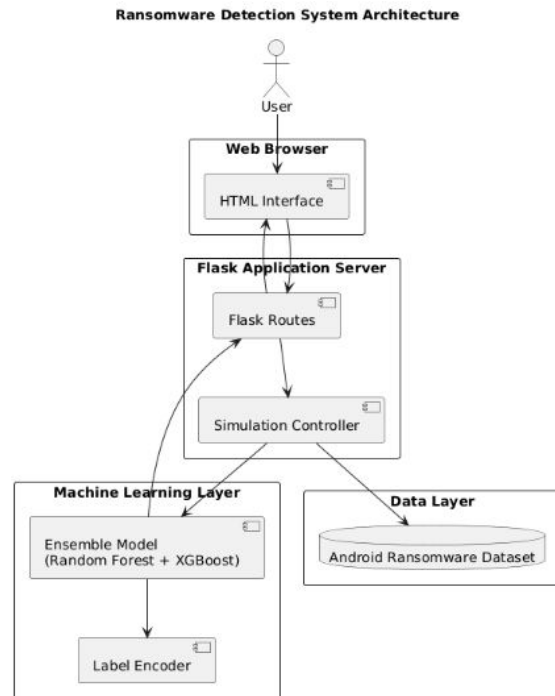 Ransomware Detection System Architecture
User
Web Browser
HTML Interface
Flask Application Server
Flask Routes
Simulation Controller
Machine Learning Layer
Ensemble Model
(Random Forest + XGBoost)
Label Encoder
Data Layer
Android Ransomware Dataset